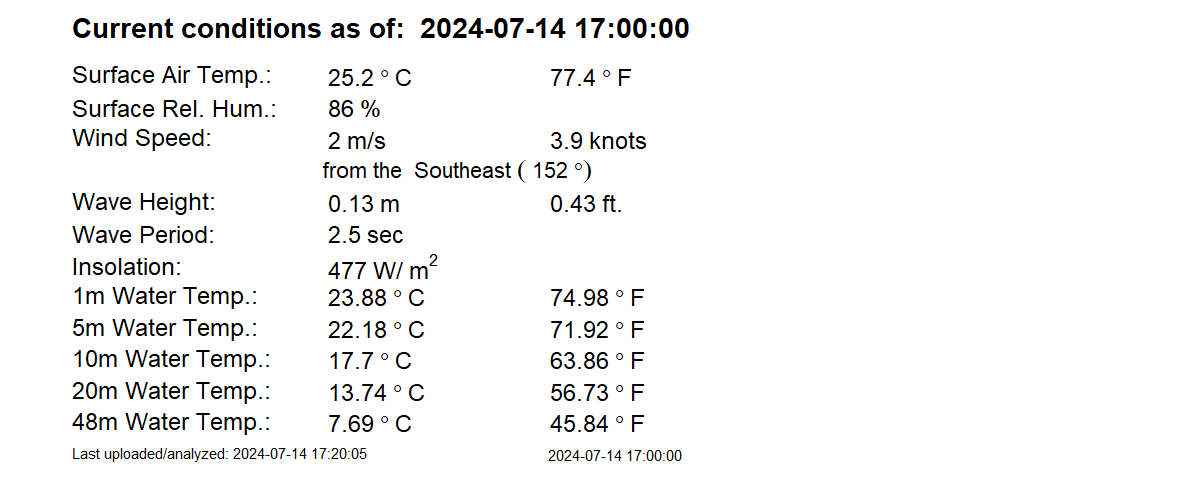 Current conditions as of:  2024-07-14 17:00:00
Surface Air Temp.: 25.2 ° C 77.4 ° F
Surface Rel. Hum.: 86 %
Wind Speed: 2 m/s 3.9 knots
from the  Southeast ( 152 °)
Wave Height: 0.13 m 0.43 ft.
Wave Period: 2.5 sec
Insolation: 477 W/ m²
1m Water Temp.: 23.88 ° C 74.98 ° F
5m Water Temp.: 22.18 ° C 71.92 ° F
10m Water Temp.: 17.7 ° C 63.86 ° F
20m Water Temp.: 13.74 ° C 56.73 ° F
48m Water Temp.: 7.69 ° C 45.84 ° F
Last uploaded/analyzed: 2024-07-14 17:20:05 2024-07-14 17:00:00